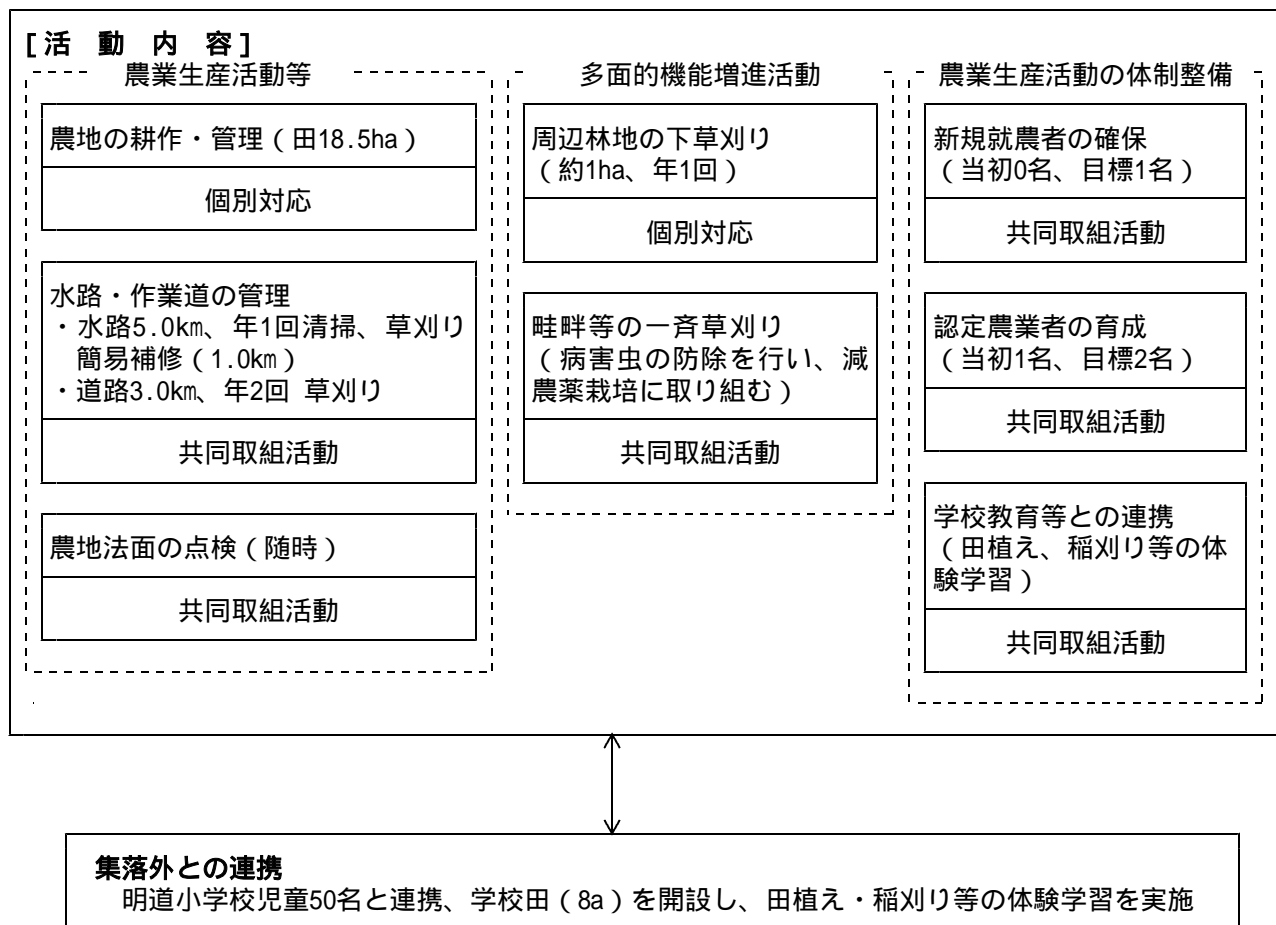 [活 動 内 容]
農業生産活動等
農地の耕作・管理（田18.5ha）
個別対応
水路・作業道の管理
・水路5.0km、年1回清掃、草刈り
簡易補修（1.0km）
・道路3.0km、年2回 草刈り
共同取組活動
農地法面の点検（随時）
共同取組活動
多面的機能増進活動
周辺林地の下草刈り
（約1ha、年1回）
個別対応
畦畔等の一斉草刈り
（病害虫の防除を行い、減
農薬栽培に取り組む）
共同取組活動
農業生産活動の体制整備
新規就農者の確保
（当初0名、目標1名）
共同取組活動
認定農業者の育成
（当初1名、目標2名）
共同取組活動
学校教育等との連携
（田植え、稲刈り等の体
験学習）
共同取組活動
集落外との連携
明道小学校児童50名と連携、学校田（8a）を開設し、田植え・稲刈り等の体験学習を実施